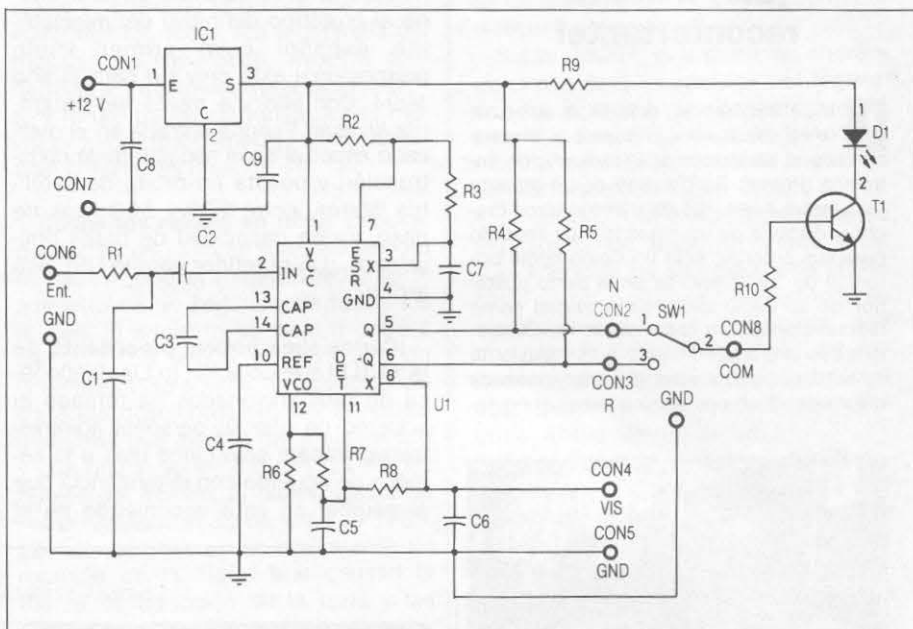 IC1
CON1
1
E
S
3
C
2
+12 V
C8
CON7
C9
R2
R9
1
D1
2
T1
R3
R4
R5
C7
R10
CON6
Ent.
R1
C2
GND
1
7
V
C
C
E
S
R
X
3
2
IN
GND
4
13
CAP
14
CAP
Q
5
10
REF
D
E
T
-Q
6
VCO
X
8
12
11
U1
C3
C1
C4
N
CON2
1
SW1
2
CON8
COM
CON3
3
R
GND
R6
R7
R8
C5
C6
CON4
VIS
CON5
GND